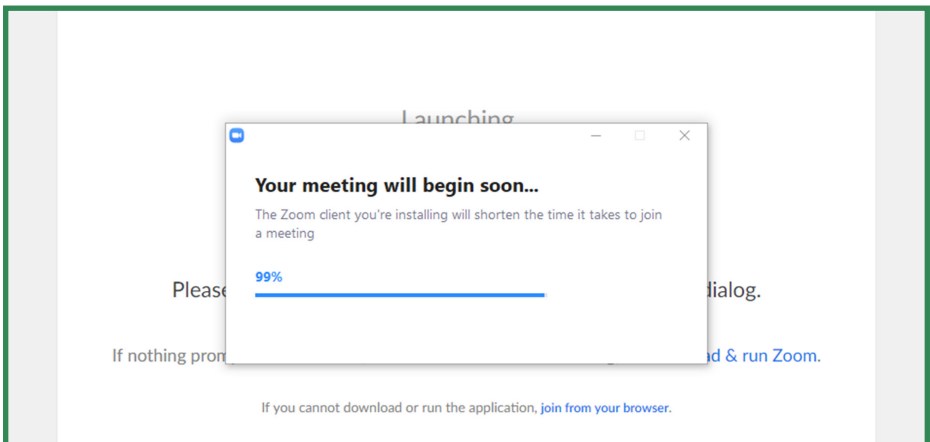 Launching
Your meeting will begin soon...
The Zoom client you're installing will shorten the time it takes to join
a meeting
99%
Please dialog.
If nothing & run Zoom.
If you cannot download or run the application, join from your browser.